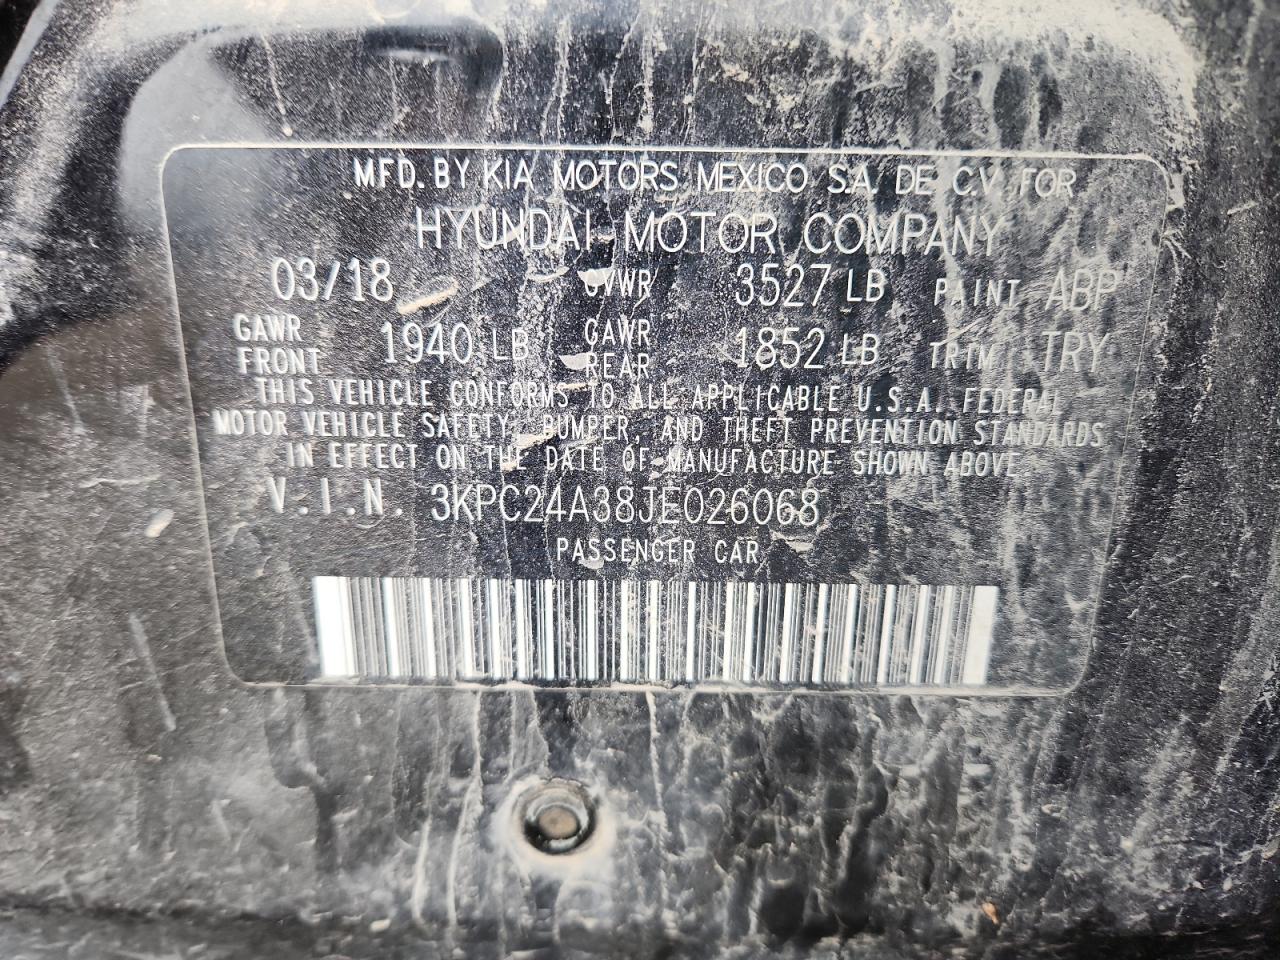 MFD. BY KIA MOTORS MEXICO S.A. DE C.V. FOR
HYUNDAI MOTOR COMPANY
03/18 GVWR 3527 LB PAINT ABP
GAWR FRONT 1940 LB GAWR REAR 1852 LB TRIM TRY
THIS VEHICLE CONFORMS TO ALL APPLICABLE U.S.A. FEDERAL
MOTOR VEHICLE SAFETY, BUMPER, AND THEFT PREVENTION STANDARDS
IN EFFECT ON THE DATE OF MANUFACTURE SHOWN ABOVE
V.I.N. 3KPC24A38JE026068
PASSENGER CAR